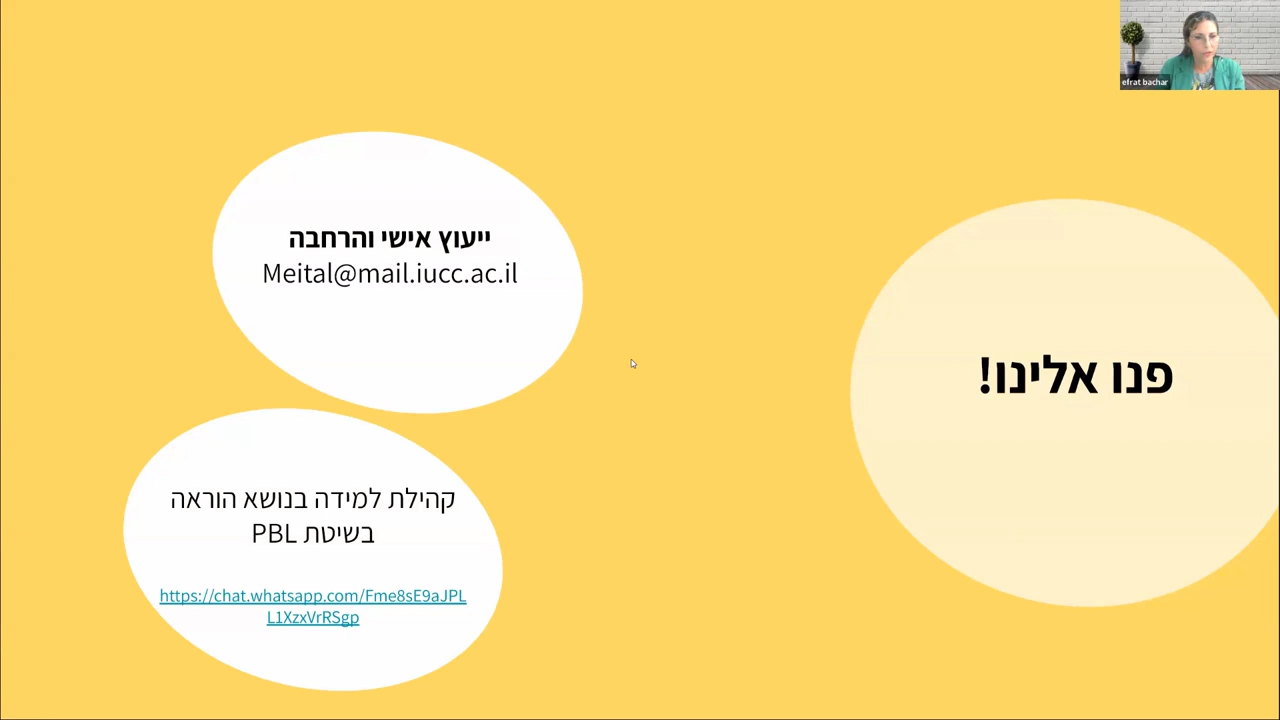 efrat bachar
פנו אלינו!
ייעוץ אישי והרחבה
Meital@mail.iucc.ac.il
קהילת למידה בנושא הוראה
בשיטת PBL
https://chat.whatsapp.com/Fme8sE9aJPL
L1XzxVrRSgp